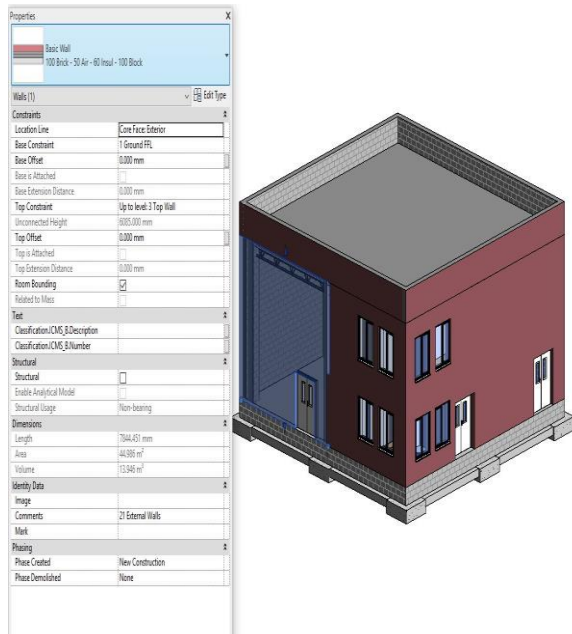 Properties X
Basic Wall
100 Brick - 50 Air - 60 Insul - 100 Block
Walls (1) Edit Type
Constraints
Location Line Core Face: Exterior
Base Constraint 1 Ground FFL
Base Offset 0.000 mm
Base is Attached
Base Extension Distance 0.000 mm
Top Constraint Up to level: 3 Top Wall
Unconnected Height 6085.000 mm
Top Offset 0.000 mm
Top is Attached
Top Extension Distance 0.000 mm
Room Bounding
Related to Mass
Text
Classification.ICMS_B.Description
Classification.ICMS_B.Number
Structural
Structural
Enable Analytical Model
Structural Usage Non-bearing
Dimensions
Length 7844.451 mm
Area 44.986 m²
Volume 13.946 m³
Identity Data
Image
Comments 21 External Walls
Mark
Phasing
Phase Created New Construction
Phase Demolished None